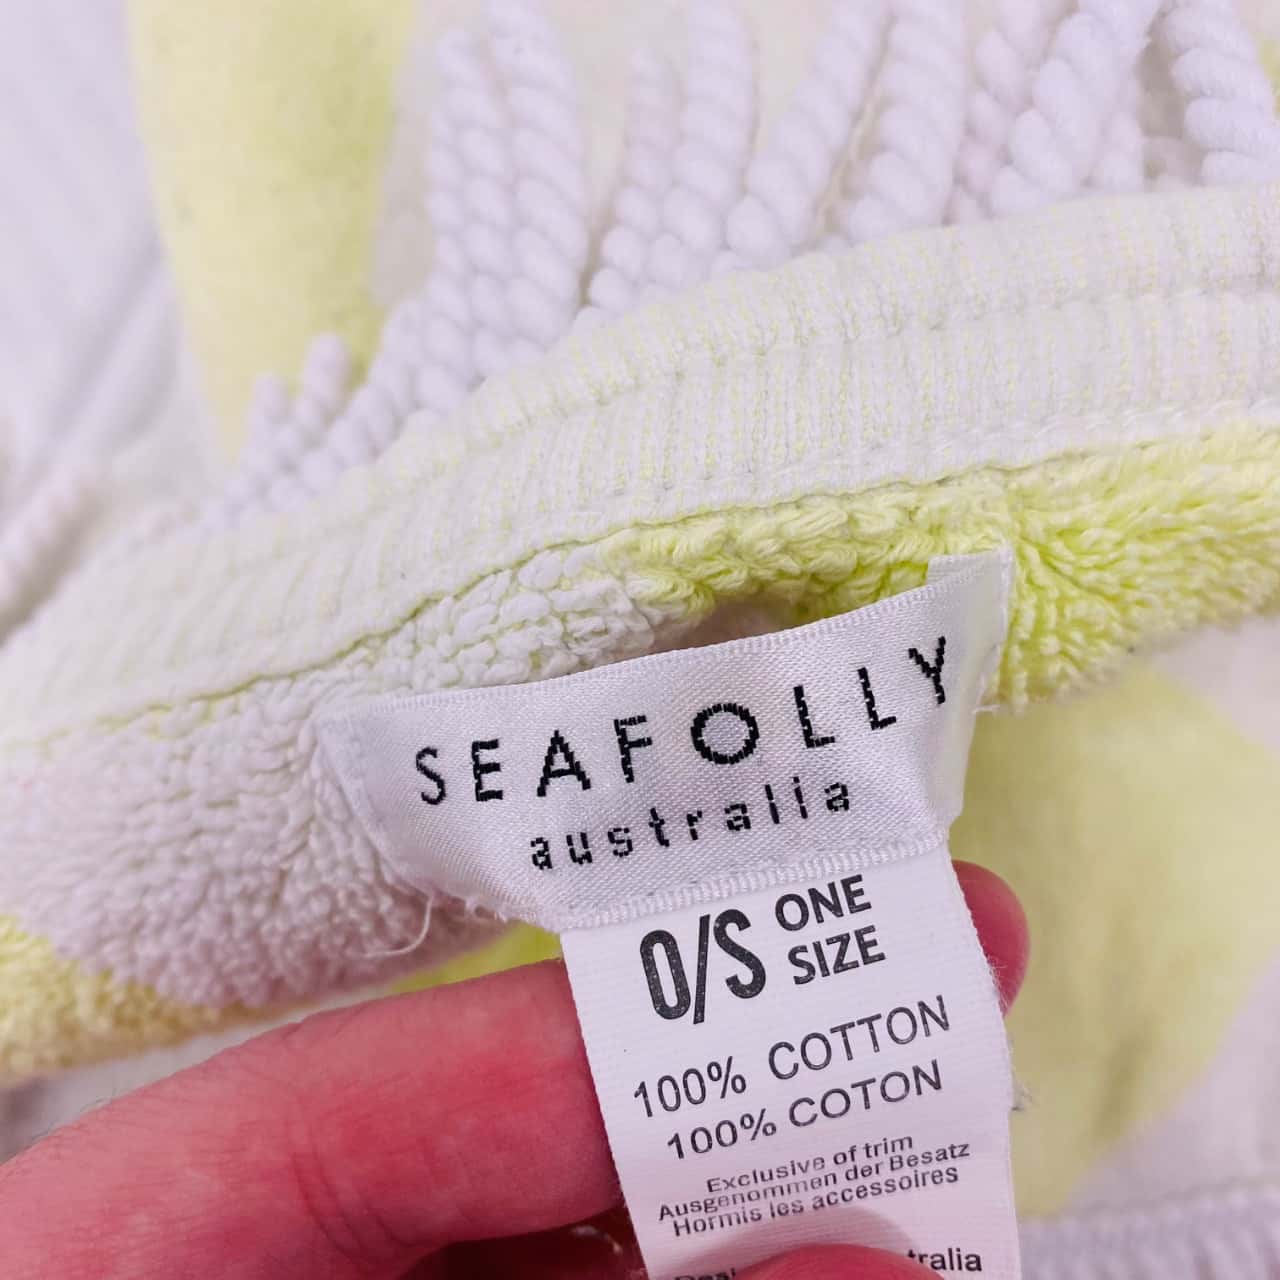 SEAFOLLY
australia
O/S ONE SIZE
100% COTTON
100% COTON
Exclusive of trim
Ausgenommen der Besatz
Hormis les accessoires